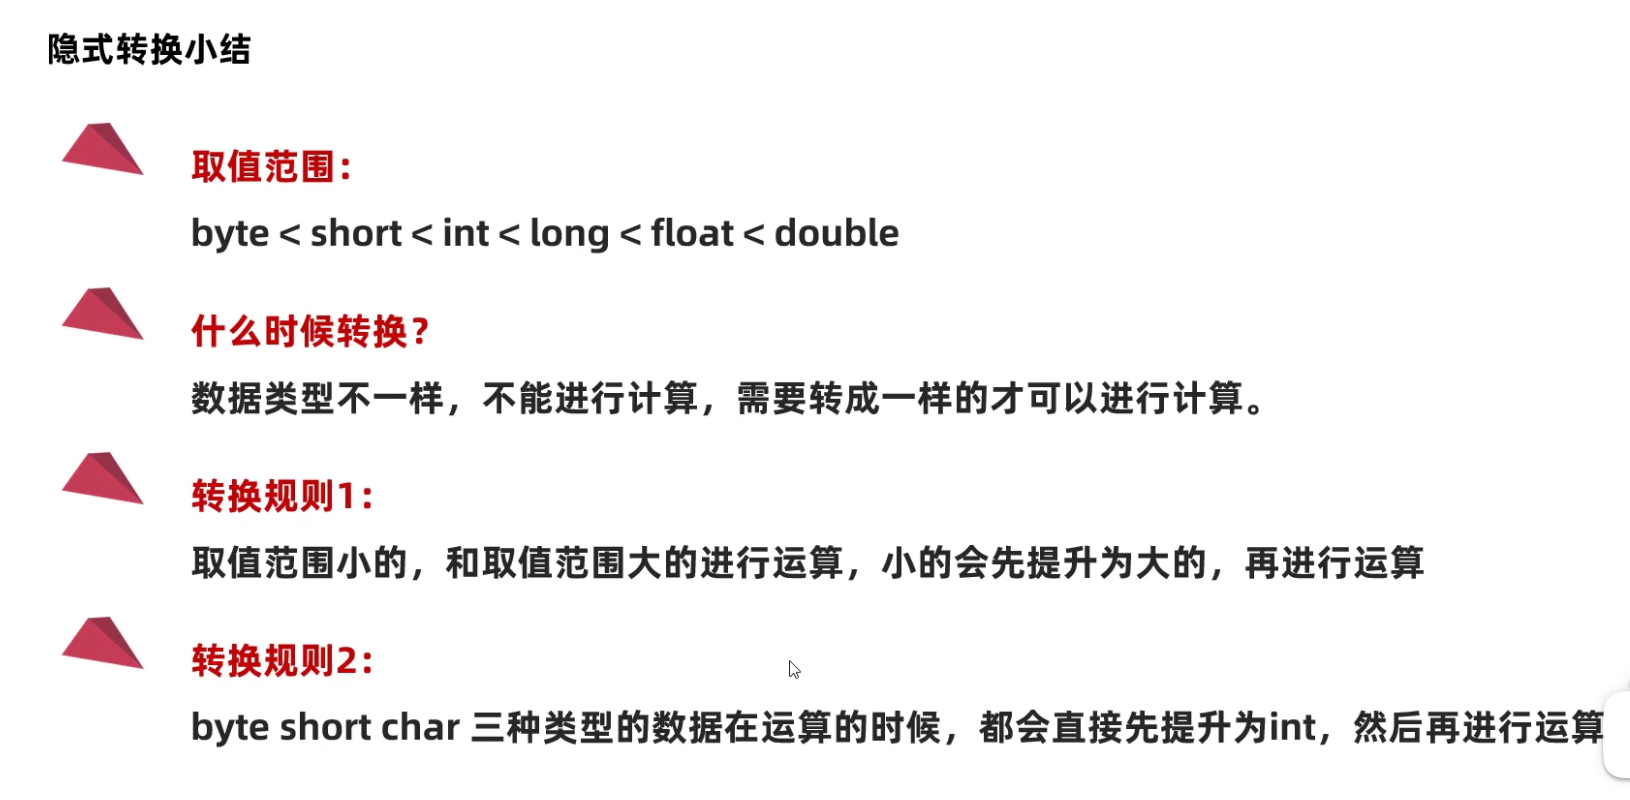 隐式转换小结
取值范围：
byte < short < int < long < float < double
什么时候转换？
数据类型不一样，不能进行计算，需要转成一样的才可以进行计算。
转换规则1：
取值范围小的，和取值范围大的进行运算，小的会先提升为大的，再进行运算
转换规则2：
byte short char 三种类型的数据在运算的时候，都会直接先提升为int，然后再进行运算